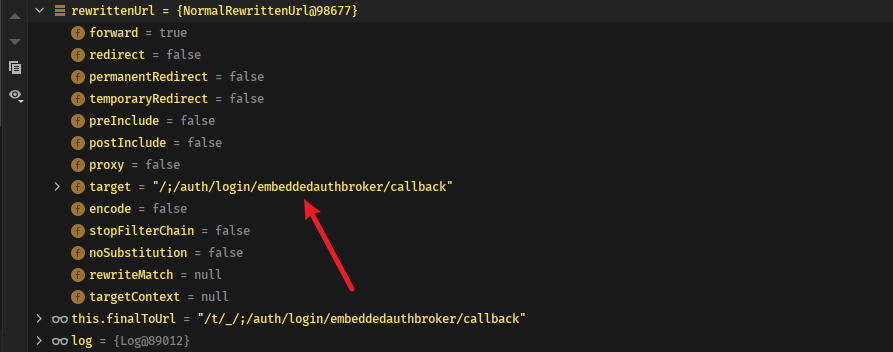 rewrittenUrl = {NormalRewrittenUrl@98677}
f forward = true
f redirect = false
f permanentRedirect = false
f temporaryRedirect = false
f preInclude = false
f postInclude = false
f proxy = false
f target = "/;/auth/login/embeddedauthbroker/callback"
f encode = false
f stopFilterChain = false
f noSubstitution = false
f rewriteMatch = null
f targetContext = null
this.finalToUrl = "/t/_/;/auth/login/embeddedauthbroker/callback"
log = {Log@89012}